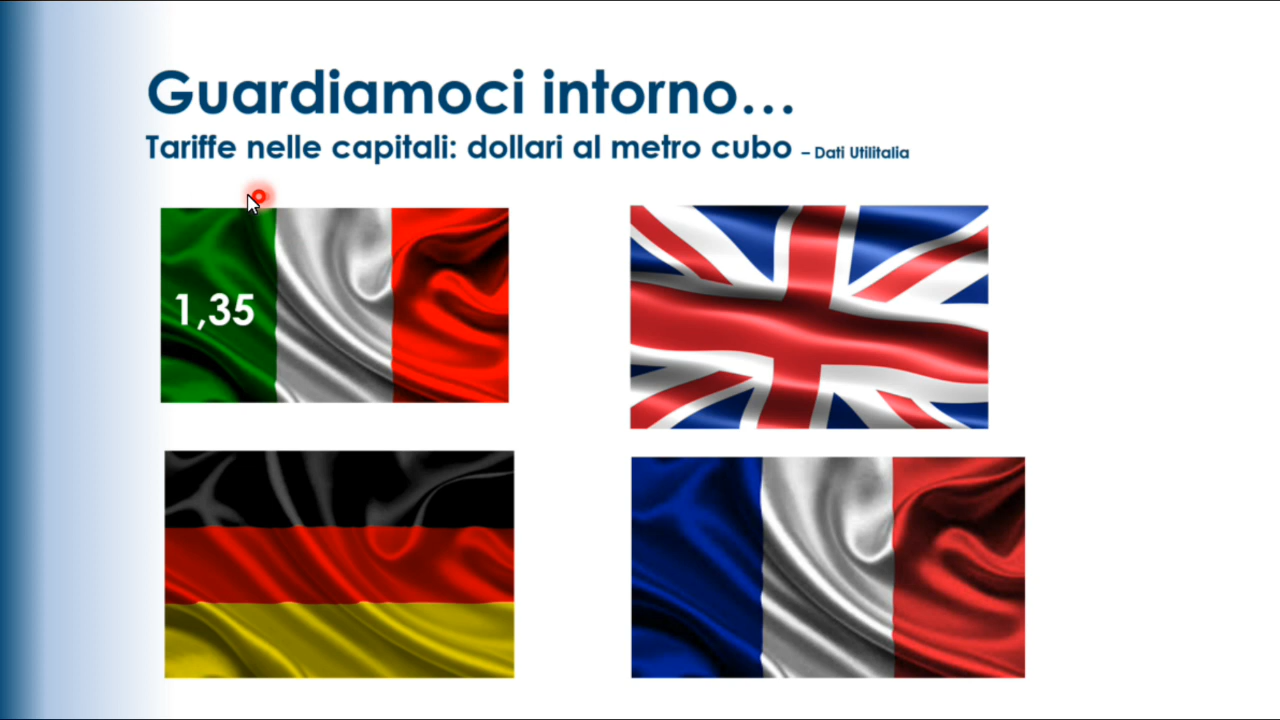 Guardiamoci intorno…
Tariffe nelle capitali: dollari al metro cubo – Dati Utilitalia
1,35